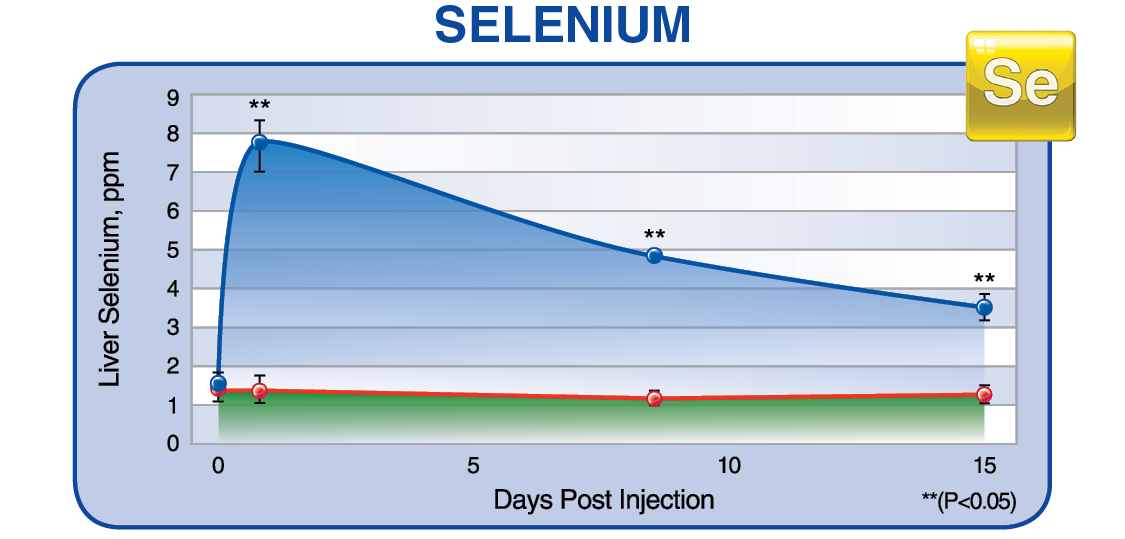 SELENIUM
Se
9
8
7
6
5
4
3
2
1
0
Liver Selenium, ppm
**
**
**
0 5 10 15
Days Post Injection
**(P<0.05)